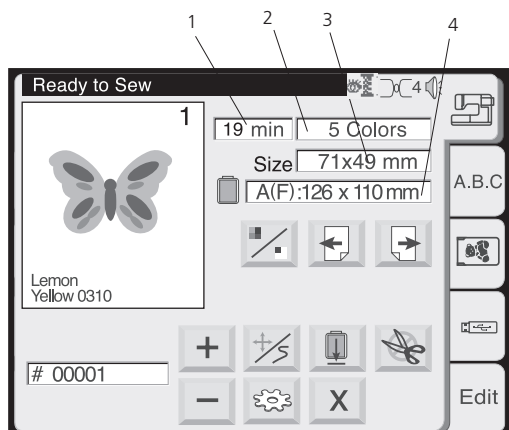 1 2 3 4
Ready to Sew
4
1
19 min 5 Colors
Size 71x49 mm
A(F):126 x 110 mm
A.B.C
Lemon
Yellow 0310
+
# 00001
− X Edit